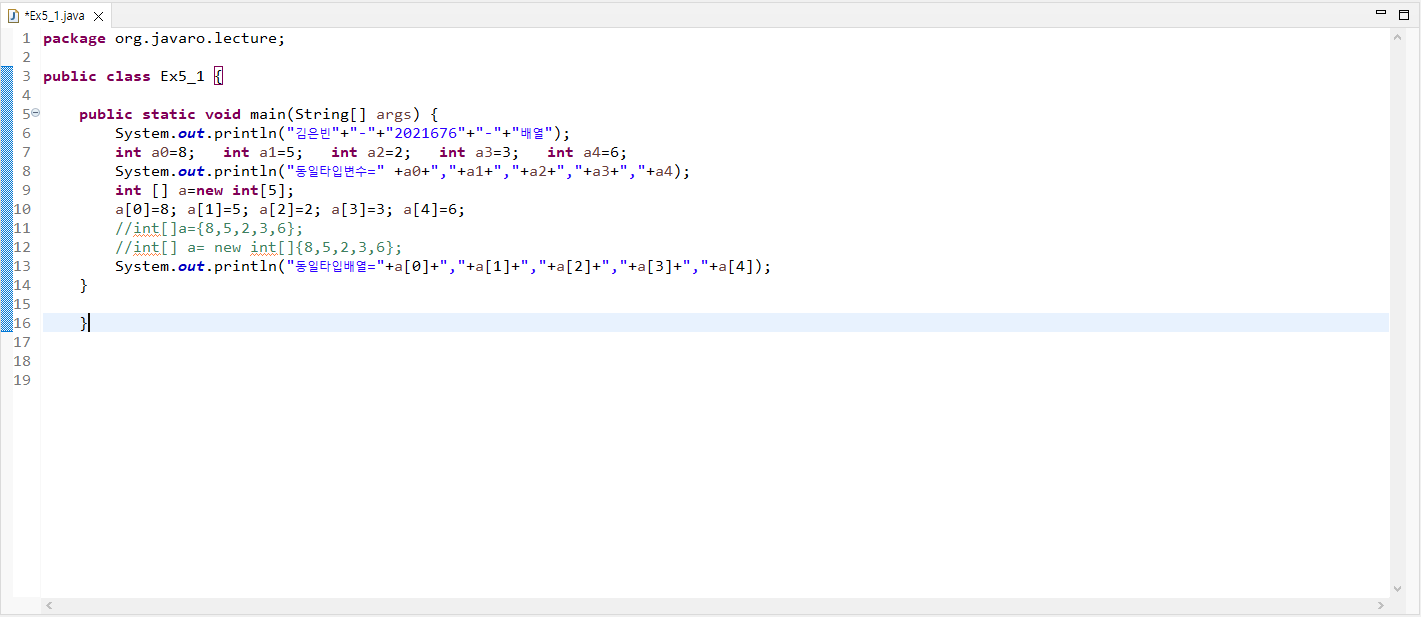 *Ex5_1.java
1 package org.javaro.lecture;
2
3 public class Ex5_1 {
4
5 public static void main(String[] args) {
6 System.out.println("김은빈"+"-"+"2021676"+"-"+"배열");
7 int a0=8;   int a1=5;   int a2=2;   int a3=3;   int a4=6;
8 System.out.println("동일타입변수=" +a0+","+a1+","+a2+","+a3+","+a4);
9 int [] a=new int[5];
10 a[0]=8; a[1]=5; a[2]=2; a[3]=3; a[4]=6;
11 //int[]a={8,5,2,3,6};
12 //int[] a= new int[]{8,5,2,3,6};
13 System.out.println("동일타입배열="+a[0]+","+a[1]+","+a[2]+","+a[3]+","+a[4]);
14 }
15
16 }
17
18
19